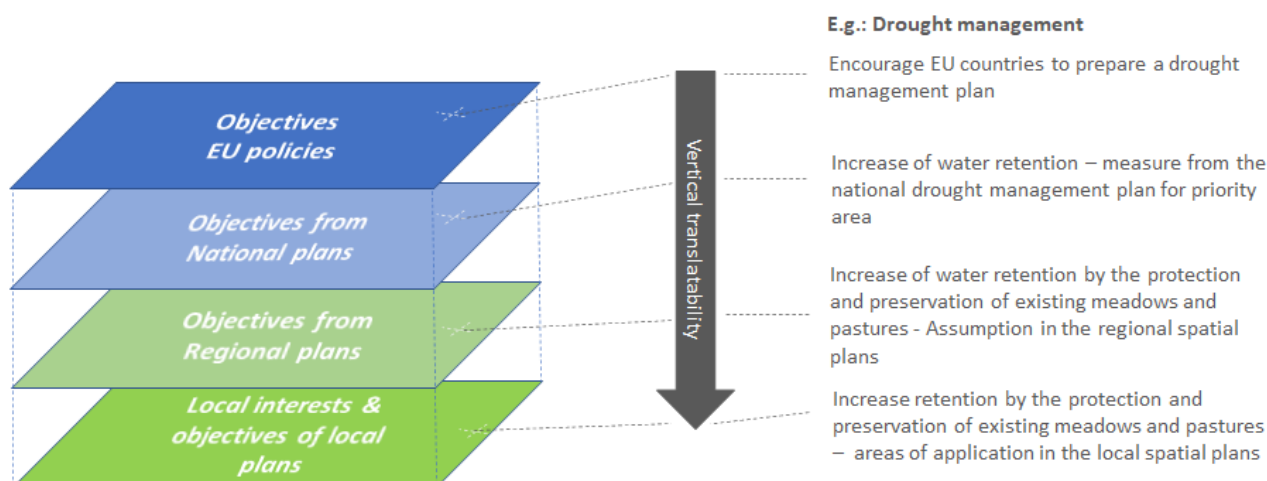 E.g.: Drought management
Objectives
EU policies
Encourage EU countries to prepare a drought
management plan
Objectives from
National plans
Increase of water retention – measure from the
national drought management plan for priority
area
Objectives from
Regional plans
Increase of water retention by the protection
and preservation of existing meadows and
pastures - Assumption in the regional spatial
plans
Local interests &
objectives of local
plans
Increase retention by the protection and
preservation of existing meadows and pastures
– areas of application in the local spatial plans
Vertical translatability